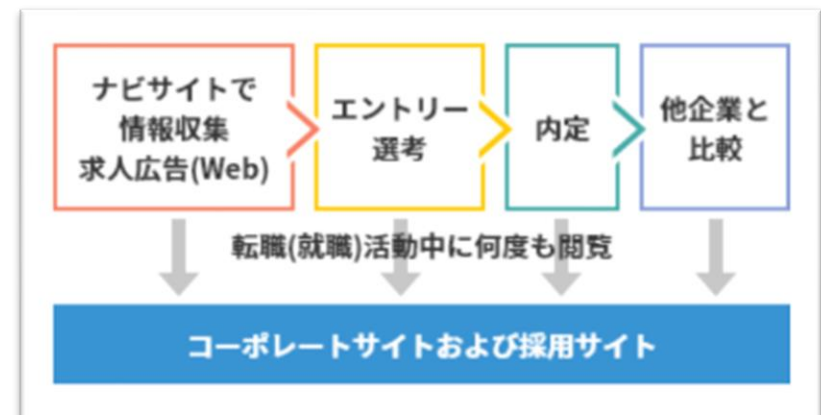 ナビサイトで
情報収集
求人広告(Web)
エントリー
選考
内定
他企業と
比較
転職(就職)活動中に何度も閲覧
コーポレートサイトおよび採用サイト